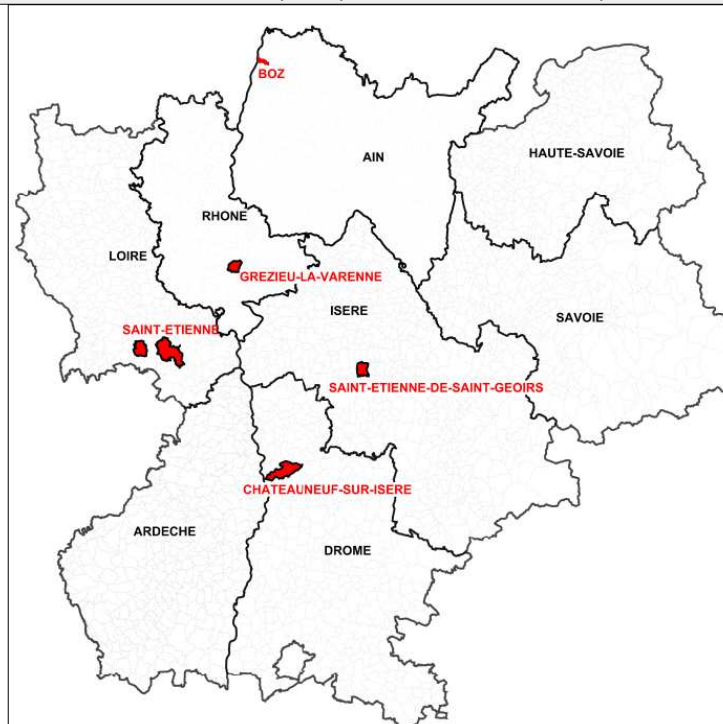 BOZ
AIN
HAUTE-SAVOIE
RHONE
LOIRE
GREZIEU-LA-VARENNE
ISERE
SAVOIE
SAINT-ETIENNE
SAINT-ETIENNE-DE-SAINT-GEOIRS
CHATEAUNEUF-SUR-ISERE
ARDECHE
DROME